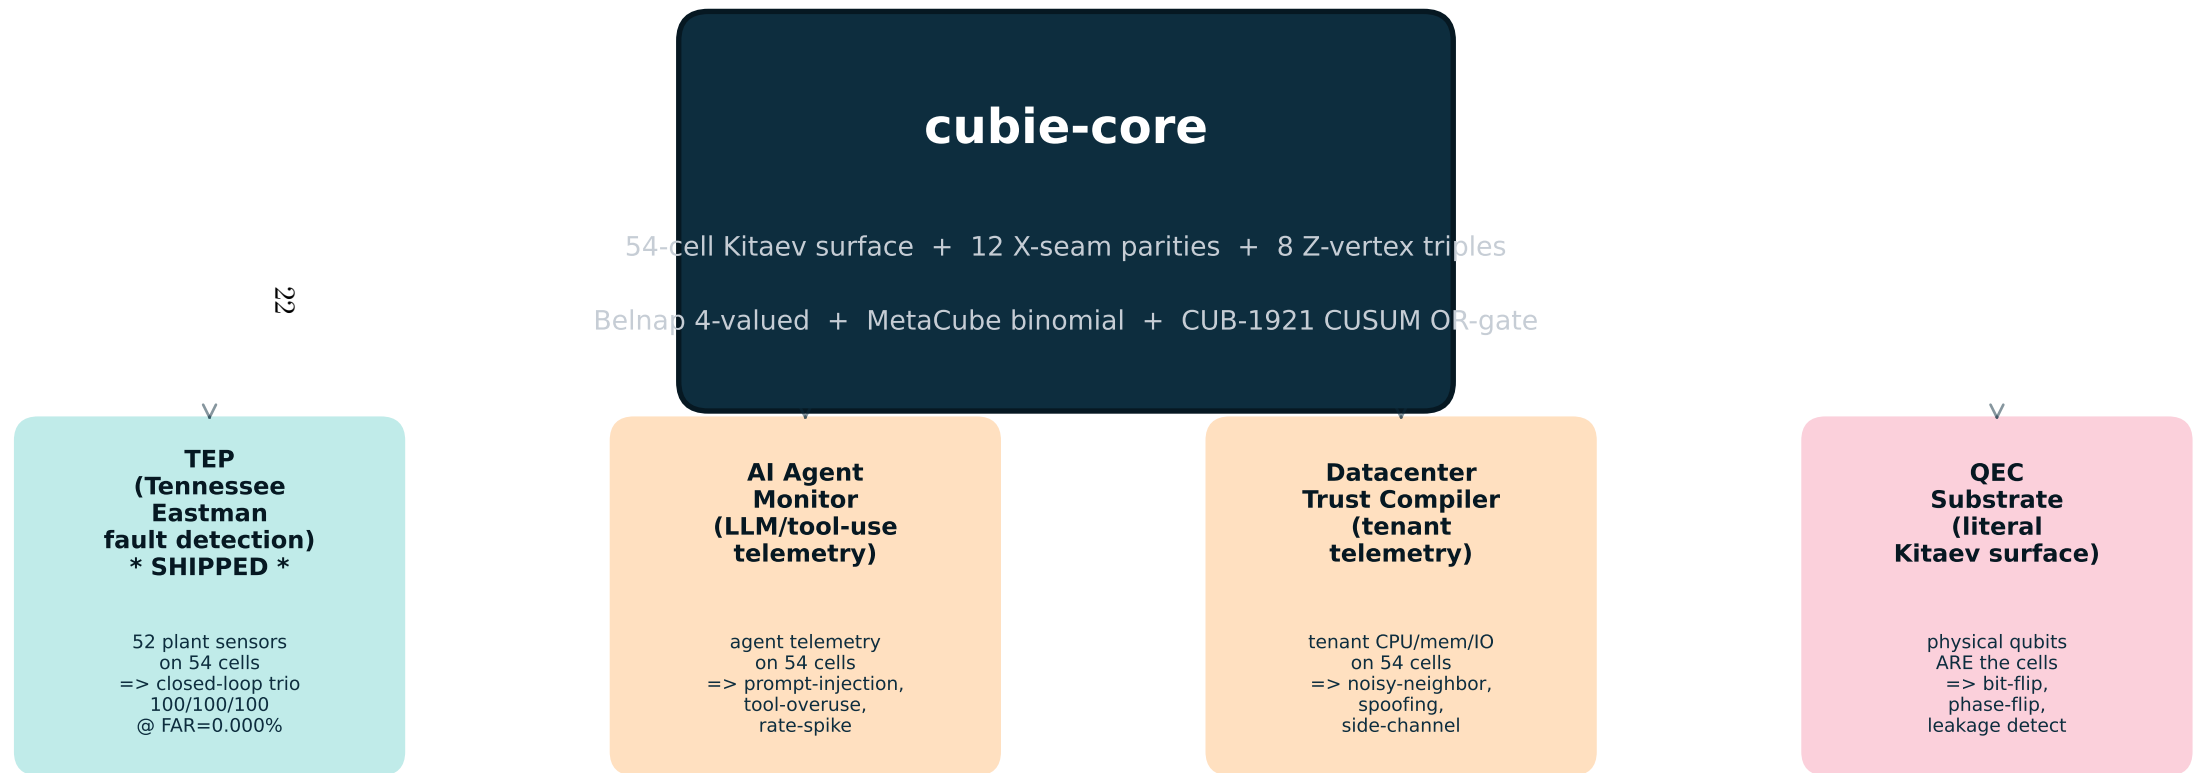 cubie-core
54-cell Kitaev surface + 12 X-seam parities + 8 Z-vertex triples
22
Belnap 4-valued + MetaCube binomial + CUB-1921 CUSUM OR-gate
TEP
(Tennessee
Eastman
fault detection)
* SHIPPED *
52 plant sensors
on 54 cells
=> closed-loop trio
100/100/100
@ FAR=0.000%
AI Agent
Monitor
(LLM/tool-use
telemetry)
agent telemetry
on 54 cells
=> prompt-injection,
tool-overuse,
rate-spike
Datacenter
Trust Compiler
(tenant
telemetry)
tenant CPU/mem/IO
on 54 cells
=> noisy-neighbor,
spoofing,
side-channel
QEC
Substrate
(literal
Kitaev surface)
physical qubits
ARE the cells
=> bit-flip,
phase-flip,
leakage detect